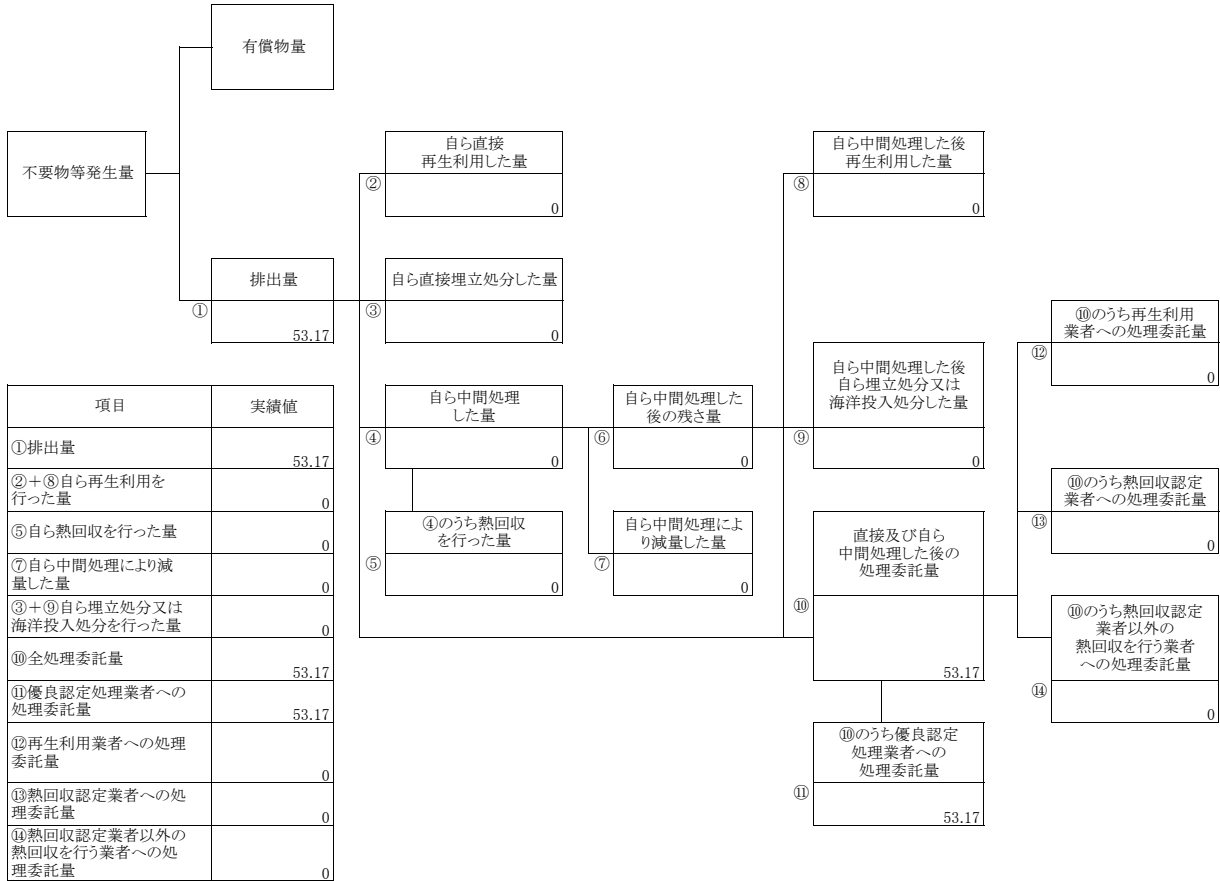 有償物量
不要物等発生量
自ら直接
再生利用した量
②
0
自ら中間処理した後
再生利用した量
⑧
0
排出量
①
53.17
自ら直接埋立処分した量
③
0
⑩のうち再生利用
業者への処理委託量
⑫
0
自ら中間処理
した量
④
0
自ら中間処理した
後の残さ量
⑥
0
自ら中間処理した後
自ら埋立処分又は
海洋投入処分した量
⑨
0
⑩のうち熱回収認定
業者への処理委託量
⑬
0
④のうち熱回収
を行った量
⑤
0
自ら中間処理によ
り減量した量
⑦
0
直接及び自ら
中間処理した後の
処理委託量
⑩
53.17
⑩のうち熱回収認定
業者以外の
熱回収を行う業者
への処理委託量
⑭
0
⑩のうち優良認定
処理業者への
処理委託量
⑪
53.17
項目 実績値
①排出量
53.17
②+⑧自ら再生利用を
行った量
0
⑤自ら熱回収を行った量
0
⑦自ら中間処理により減
量した量
0
③+⑨自ら埋立処分又は
海洋投入処分を行った量
0
⑩全処理委託量
53.17
⑪優良認定処理業者への
処理委託量
53.17
⑫再生利用業者への処理
委託量
0
⑬熱回収認定業者への処
理委託量
0
⑭熱回収認定業者以外の
熱回収を行う業者への処
理委託量
0